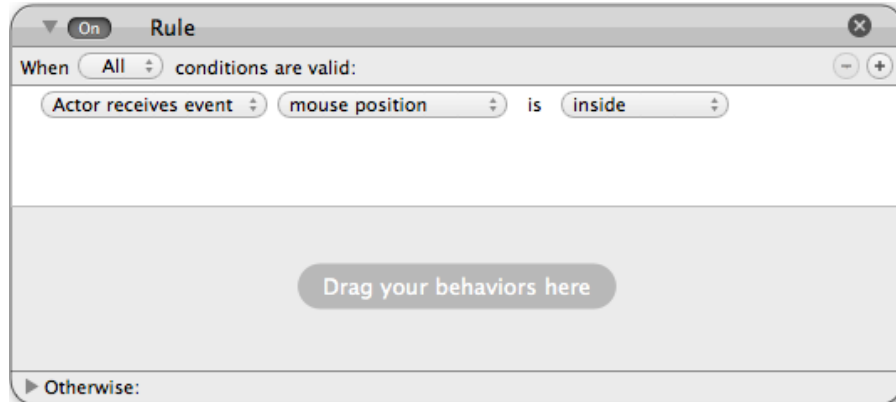 On Rule
When All conditions are valid:
Actor receives event mouse position is inside
Drag your behaviors here
Otherwise: